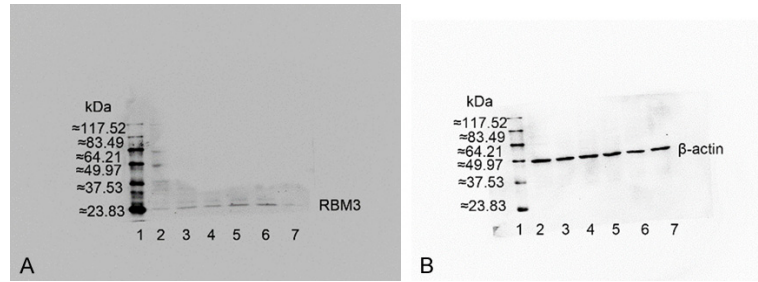 kDa
≈117.52
≈83.49
≈64.21
≈49.97
≈37.53
≈23.83
RBM3
1 2 3 4 5 6 7
A
kDa
≈117.52
≈83.49
≈64.21
≈49.97
≈37.53
≈23.83
β-actin
1 2 3 4 5 6 7
B